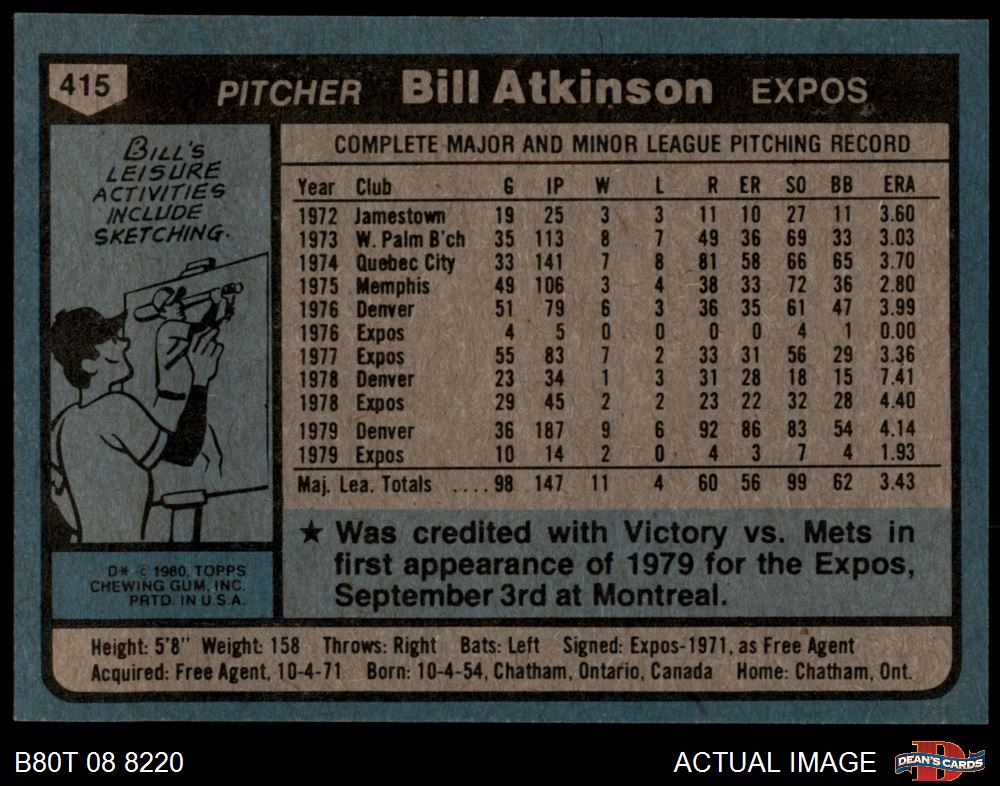 415 PITCHER Bill Atkinson EXPOS
BILL'S
LEISURE
ACTIVITIES
INCLUDE
SKETCHING.
D* © 1980, TOPPS
CHEWING GUM, INC.
PRTD. IN U.S.A.
COMPLETE MAJOR AND MINOR LEAGUE PITCHING RECORD
Year Club G IP W L R ER SO BB ERA
1972 Jamestown 19 25 3 3 11 10 27 11 3.60
1973 W. Palm B'ch 35 113 8 7 49 36 69 33 3.03
1974 Quebec City 33 141 7 8 81 58 66 65 3.70
1975 Memphis 49 106 3 4 38 33 72 36 2.80
1976 Denver 51 79 6 3 36 35 61 47 3.99
1976 Expos 4 5 0 0 0 0 4 1 0.00
1977 Expos 55 83 7 2 33 31 56 29 3.36
1978 Denver 23 34 1 3 31 28 18 15 7.41
1978 Expos 29 45 2 2 23 22 32 28 4.40
1979 Denver 36 187 9 6 92 86 83 54 4.14
1979 Expos 10 14 2 0 4 3 7 4 1.93
Maj. Lea. Totals ....98 147 11 4 60 56 99 62 3.43
★ Was credited with Victory vs. Mets in
first appearance of 1979 for the Expos,
September 3rd at Montreal.
Height: 5'8" Weight: 158 Throws: Right Bats: Left Signed: Expos-1971, as Free Agent
Acquired: Free Agent, 10-4-71 Born: 10-4-54, Chatham, Ontario, Canada Home: Chatham, Ont.
B80T 08 8220
ACTUAL IMAGE
DEAN'S CARDS